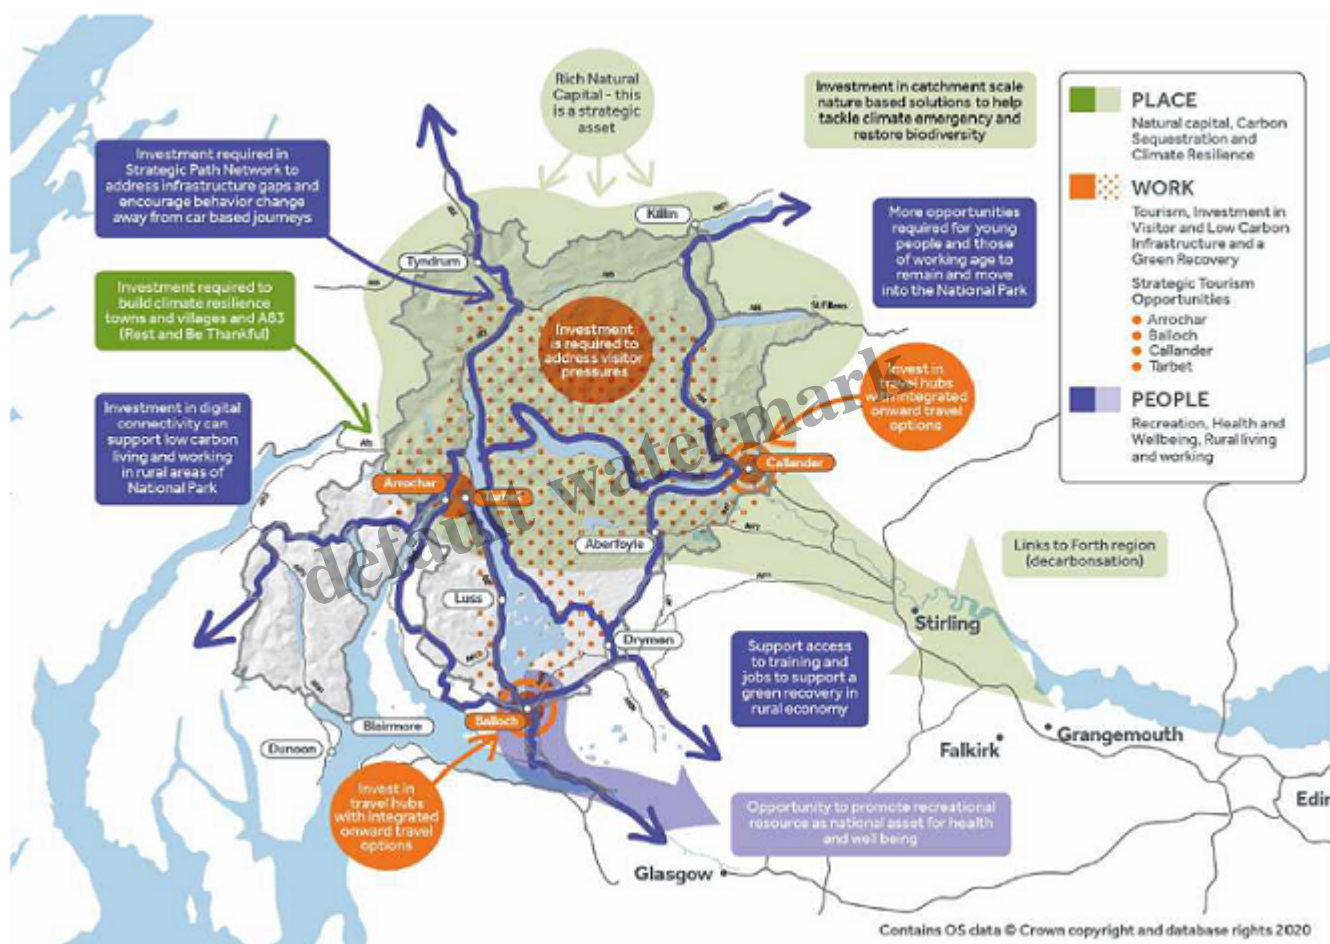 Rich Natural
Capital - this
is a strategic
asset
Investment in catchment scale
nature based solutions to help
tackle climate emergency and
restore biodiversity
PLACE
Natural capital, Carbon
Sequestration and
Climate Resilience
WORK
Tourism, Investment in
Visitor and Low Carbon
Infrastructure and a
Green Recovery
Strategic Tourism
Opportunities
Arrochar
Balloch
Callander
Tarbet
PEOPLE
Recreation, Health and
Wellbeing, Rural living
and working
Investment required in
Strategic Path Network to
address infrastructure gaps and
encourage behavior change
away from car based journeys
More opportunities
required for young
people and those
of working age to
remain and move
into the National Park
Killin
Tyndrum
Investment required to
build climate resilience
towns and villages and A83
(Rest and Be Thankful)
St Fillans
Investment
is required to
address visitor
pressures
Invest in
travel hubs
with integrated
onward travel
options
Investment in digital
connectivity can
support low carbon
living and working
in rural areas of
National Park
Callander
Arrochar
Tarbet
default watermark
Aberfoyle
Links to Forth region
(decarbonsation)
Luss
Stirling
Drymen
Support access
to training and
jobs to support a
green recovery in
rural economy
Balloch
Blairmore
Dunoon
Grangemouth
Falkirk
Invest in
travel hubs
with integrated
onward travel
options
Opportunity to promote recreational
resource as national asset for health
and well being
Edin
Glasgow
Contains OS data © Crown copyright and database rights 2020